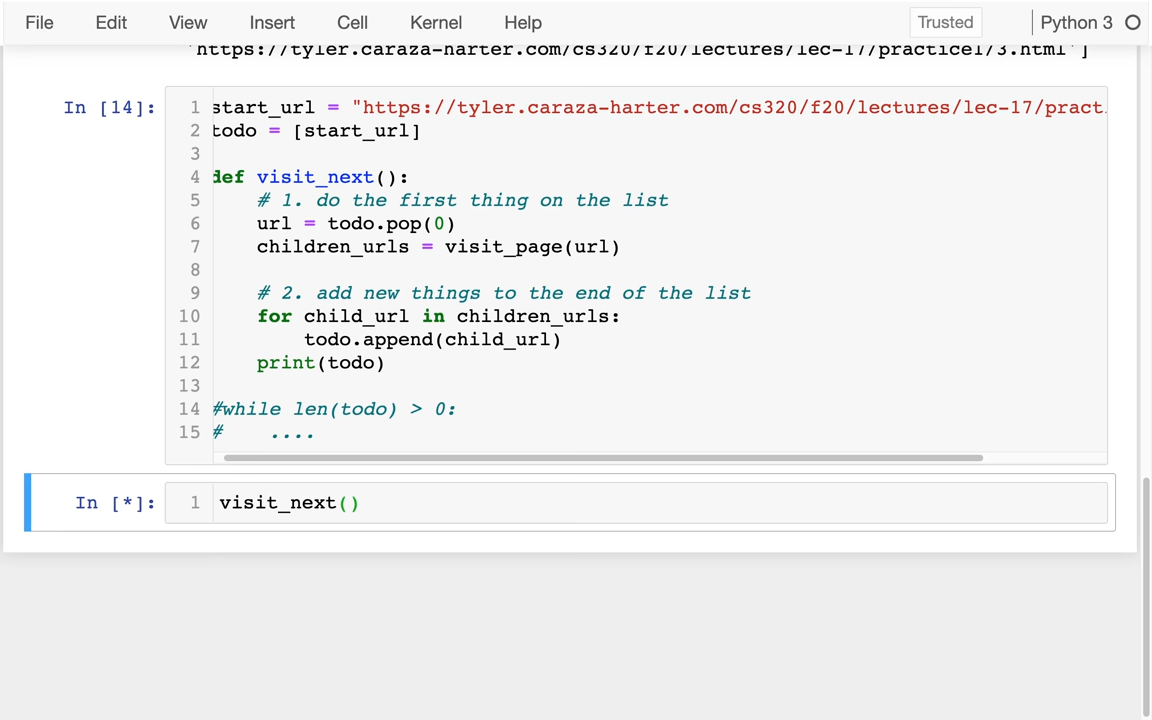 File Edit View Insert Cell Kernel Help Trusted Python 3
'https://tyler.caraza-harter.com/cs320/f20/lectures/lec-17/practice1/3.html']
In [14]:
1 start_url = "https://tyler.caraza-harter.com/cs320/f20/lectures/lec-17/pract
2 todo = [start_url]
3
4 def visit_next():
5 # 1. do the first thing on the list
6 url = todo.pop(0)
7 children_urls = visit_page(url)
8
9 # 2. add new things to the end of the list
10 for child_url in children_urls:
11 todo.append(child_url)
12 print(todo)
13
14 #while len(todo) > 0:
15 # ....
In [*]: 1 visit_next()